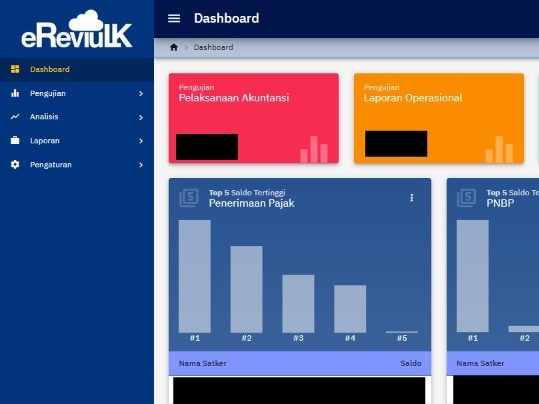 eReviuLK
Dashboard
Dashboard
Dashboard
Pengujian
Analisis
Laporan
Pengaturan
Pengujian
Pelaksanaan Akuntansi
Pengujian
Laporan Operasional
Top 5 Saldo Tertinggi
Penerimaan Pajak
#1
#2
#3
#4
#5
Nama Satker
Saldo
Top 5 Saldo
PNBP
#1
#2
Nama Satker